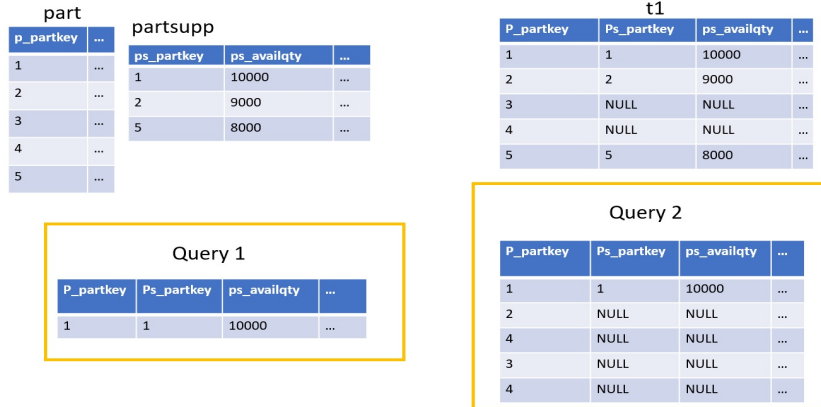 part
p_partkey ...
1 ...
2 ...
3 ...
4 ...
5 ...
partsupp
ps_partkey ps_availqty ...
1 10000 ...
2 9000 ...
5 8000 ...
t1
P_partkey Ps_partkey ps_availqty ...
1 1 10000 ...
2 2 9000 ...
3 NULL NULL ...
4 NULL NULL ...
5 5 8000 ...
Query 1
P_partkey Ps_partkey ps_availqty ...
1 1 10000 ...
Query 2
P_partkey Ps_partkey ps_availqty ...
1 1 10000 ...
2 NULL NULL ...
4 NULL NULL ...
3 NULL NULL ...
4 NULL NULL ...